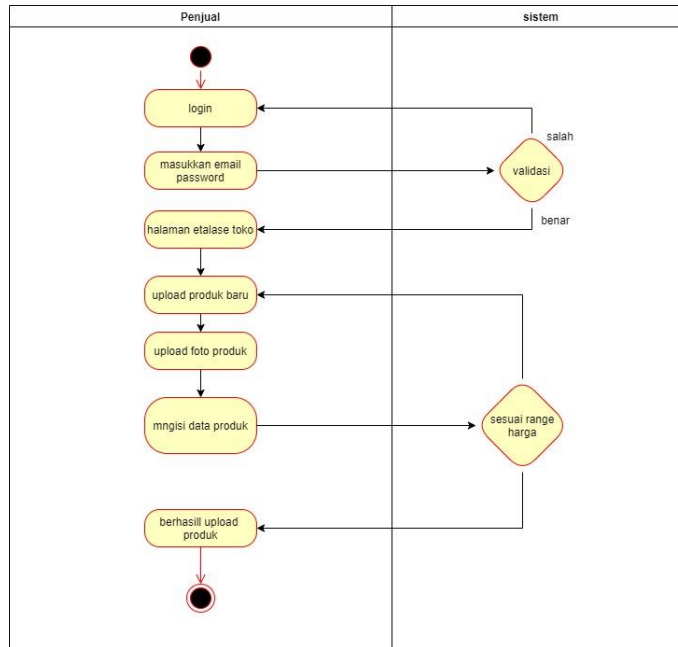 Penjual
sistem
login
salah
masukkan email
password
validasi
benar
halaman etalase toko
upload produk baru
upload foto produk
mngisi data produk
sesuai range
harga
berhasill upload
produk